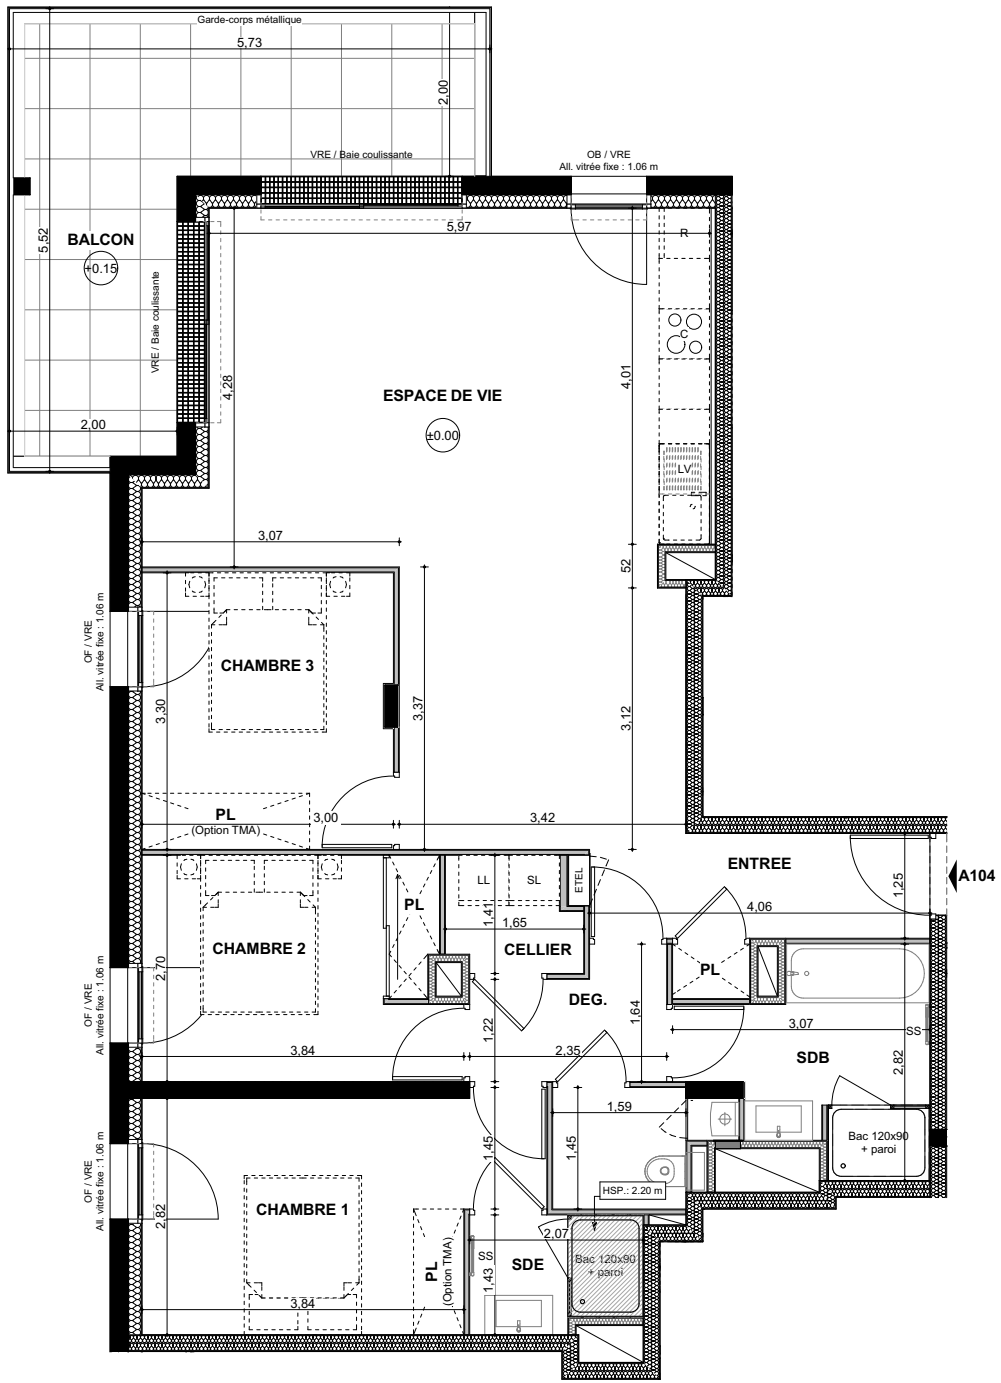 Garde-corps métallique
5,73
2,00
VRE / Baie coulissante
OB / VRE
All. vitrée fixe : 1.06 m
BALCON
+0.15
5,52
VRE / Baie coulissante
2,00
5,97
R
C
4,28
4,01
ESPACE DE VIE
±0.00
LV
3,07
52
OF / VRE
All. vitrée fixe : 1.06 m
CHAMBRE 3
3,30
3,37
3,12
PL
(Option TMA)
3,00
3,42
ENTREE
1,25
A104
4,06
LL
SL
ETEL
1,41
1,65
CELLIER
PL
CHAMBRE 2
2,70
OF / VRE
All. vitrée fixe : 1.06 m
PL
DEG.
1,22
1,64
3,84
2,35
3,07
SS
SDB
2,82
1,59
1,45
1,45
Bac 120x90
+ paroi
HSP.: 2.20 m
OF / VRE
All. vitrée fixe : 1.06 m
CHAMBRE 1
2,82
3,84
PL
(Option TMA)
SS
SDE
2,07
1,43
Bac 120x90
+ paroi